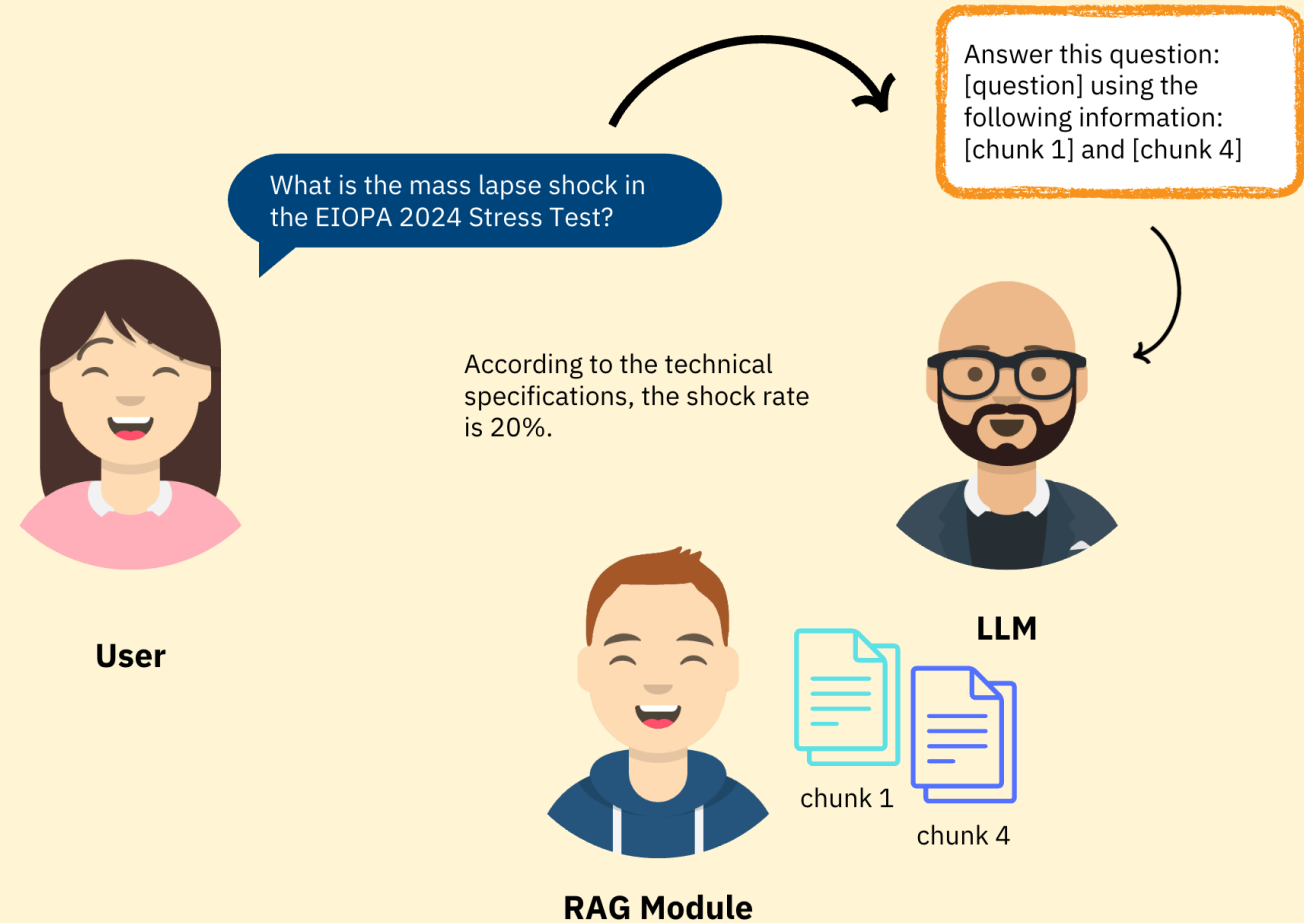 Answer this question:
[question] using the
following information:
[chunk 1] and [chunk 4]
What is the mass lapse shock in
the EIOPA 2024 Stress Test?
According to the technical
specifications, the shock rate
is 20%.
User
LLM
chunk 1
chunk 4
RAG Module